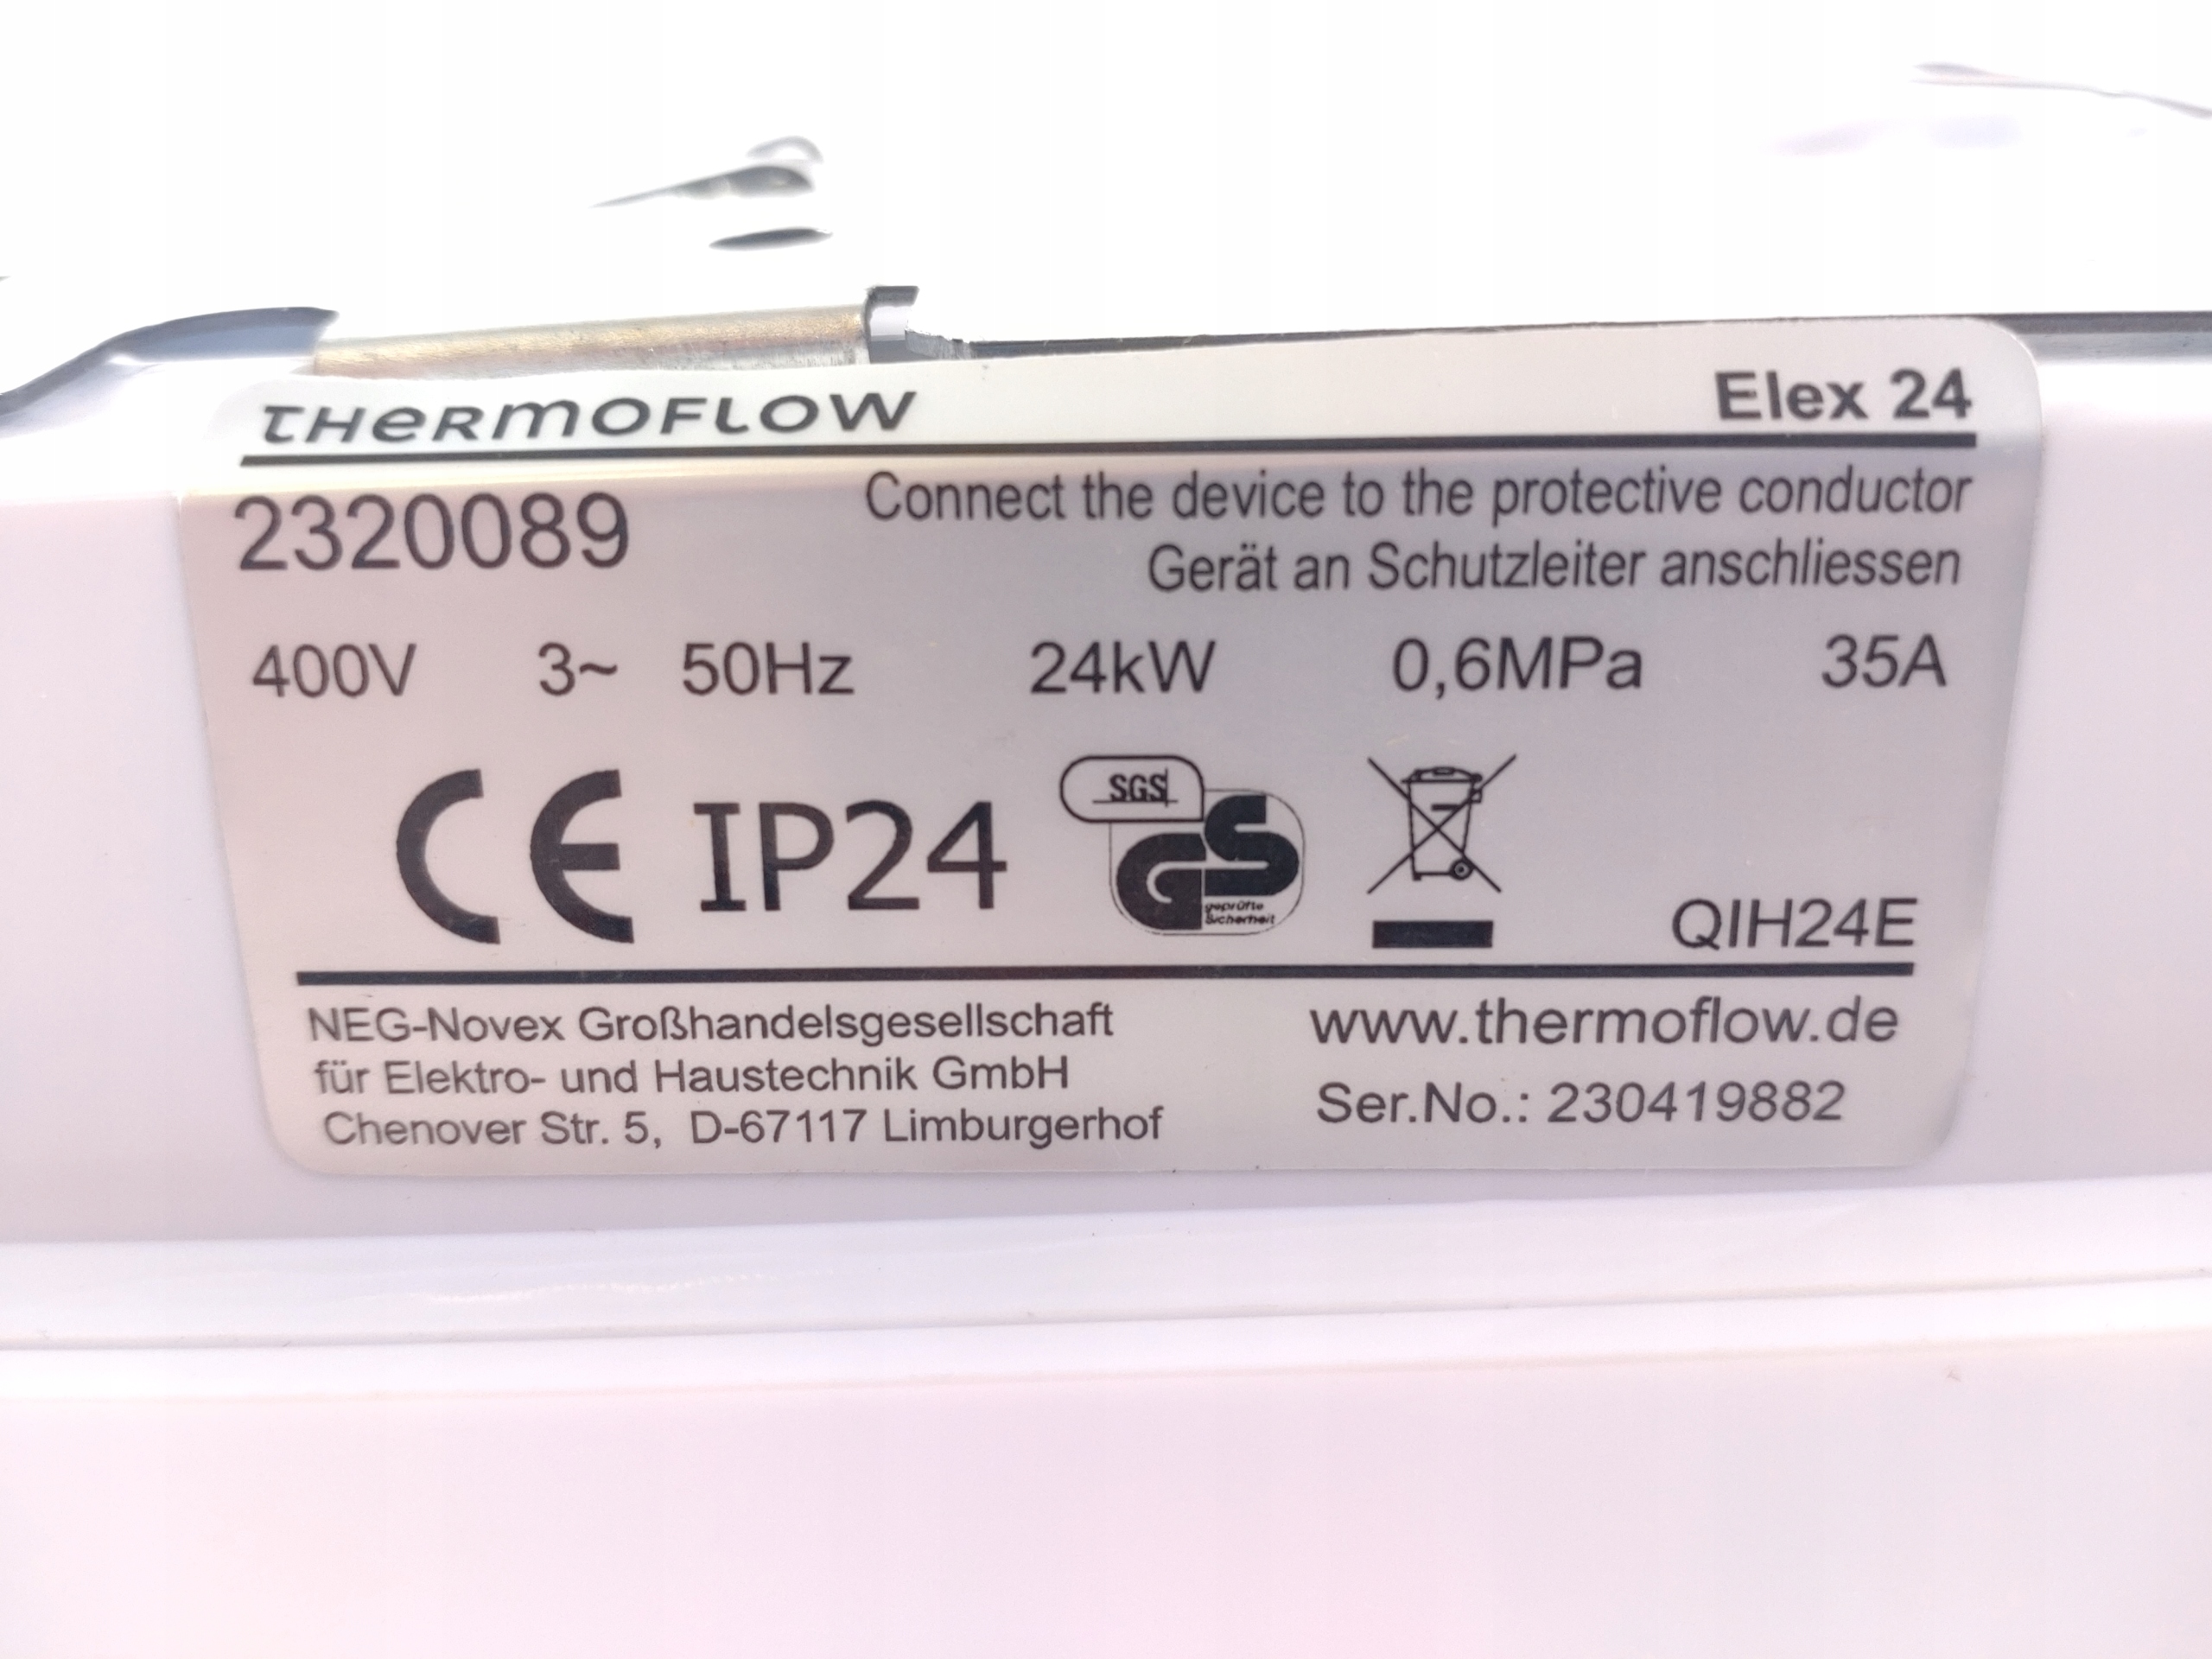 THERMOFLOW Elex 24
2320089 Connect the device to the protective conductor
Gerät an Schutzleiter anschliessen
400V 3~ 50Hz 24kW 0,6MPa 35A
CE IP24 SGS GS geprüfte Sicherheit
QIH24E
NEG-Novex Großhandelsgesellschaft
für Elektro- und Haustechnik GmbH
Chenover Str. 5, D-67117 Limburgerhof
www.thermoflow.de
Ser.No.: 230419882